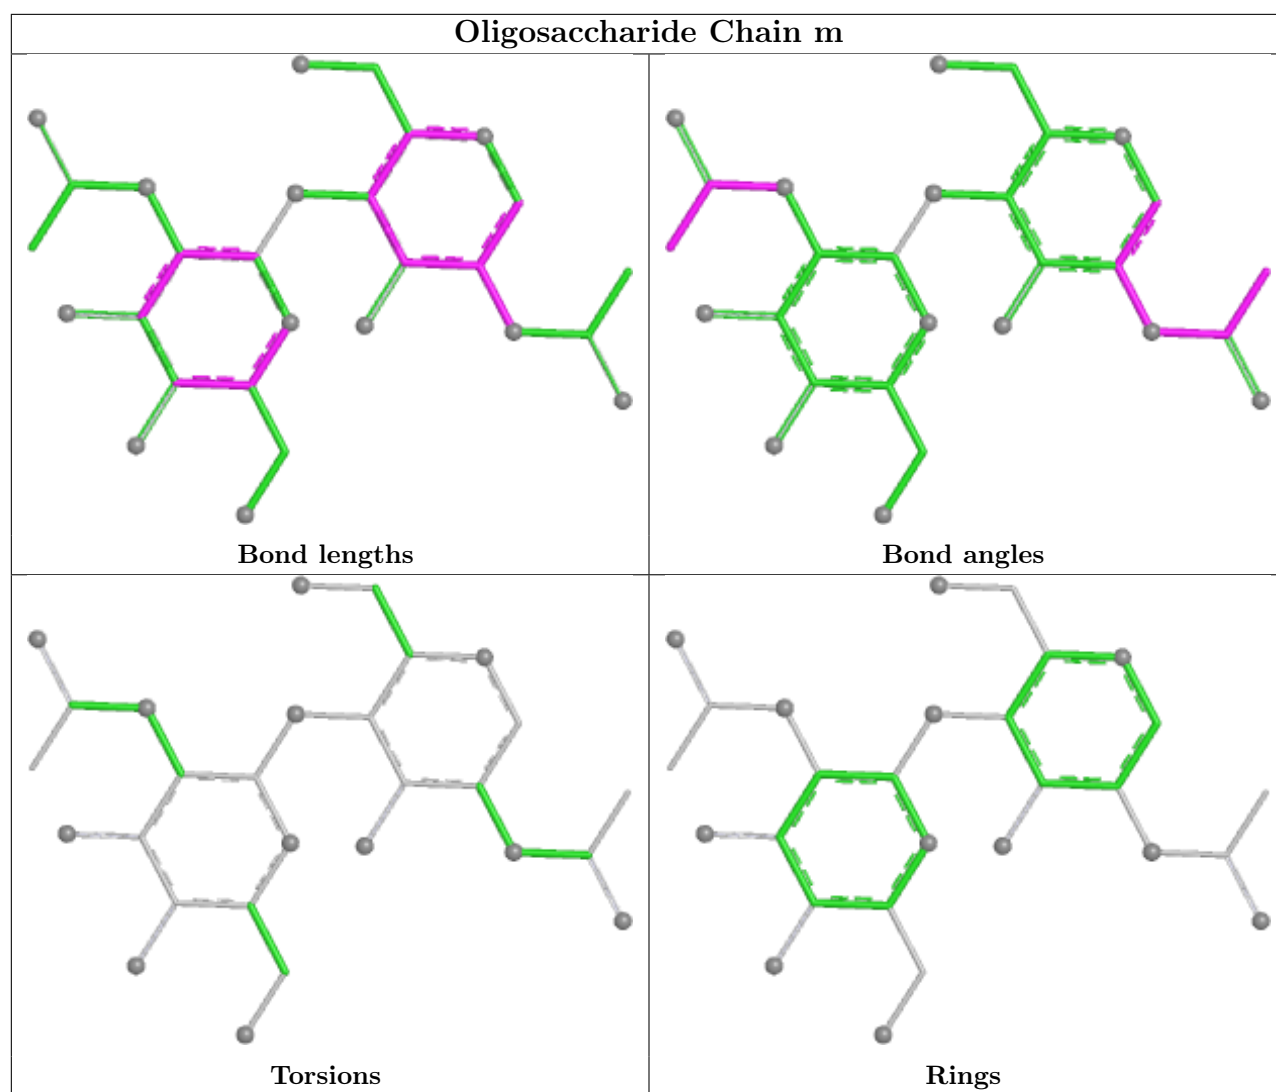 Oligosaccharide Chain m
Bond lengths
Bond angles
Torsions
Rings